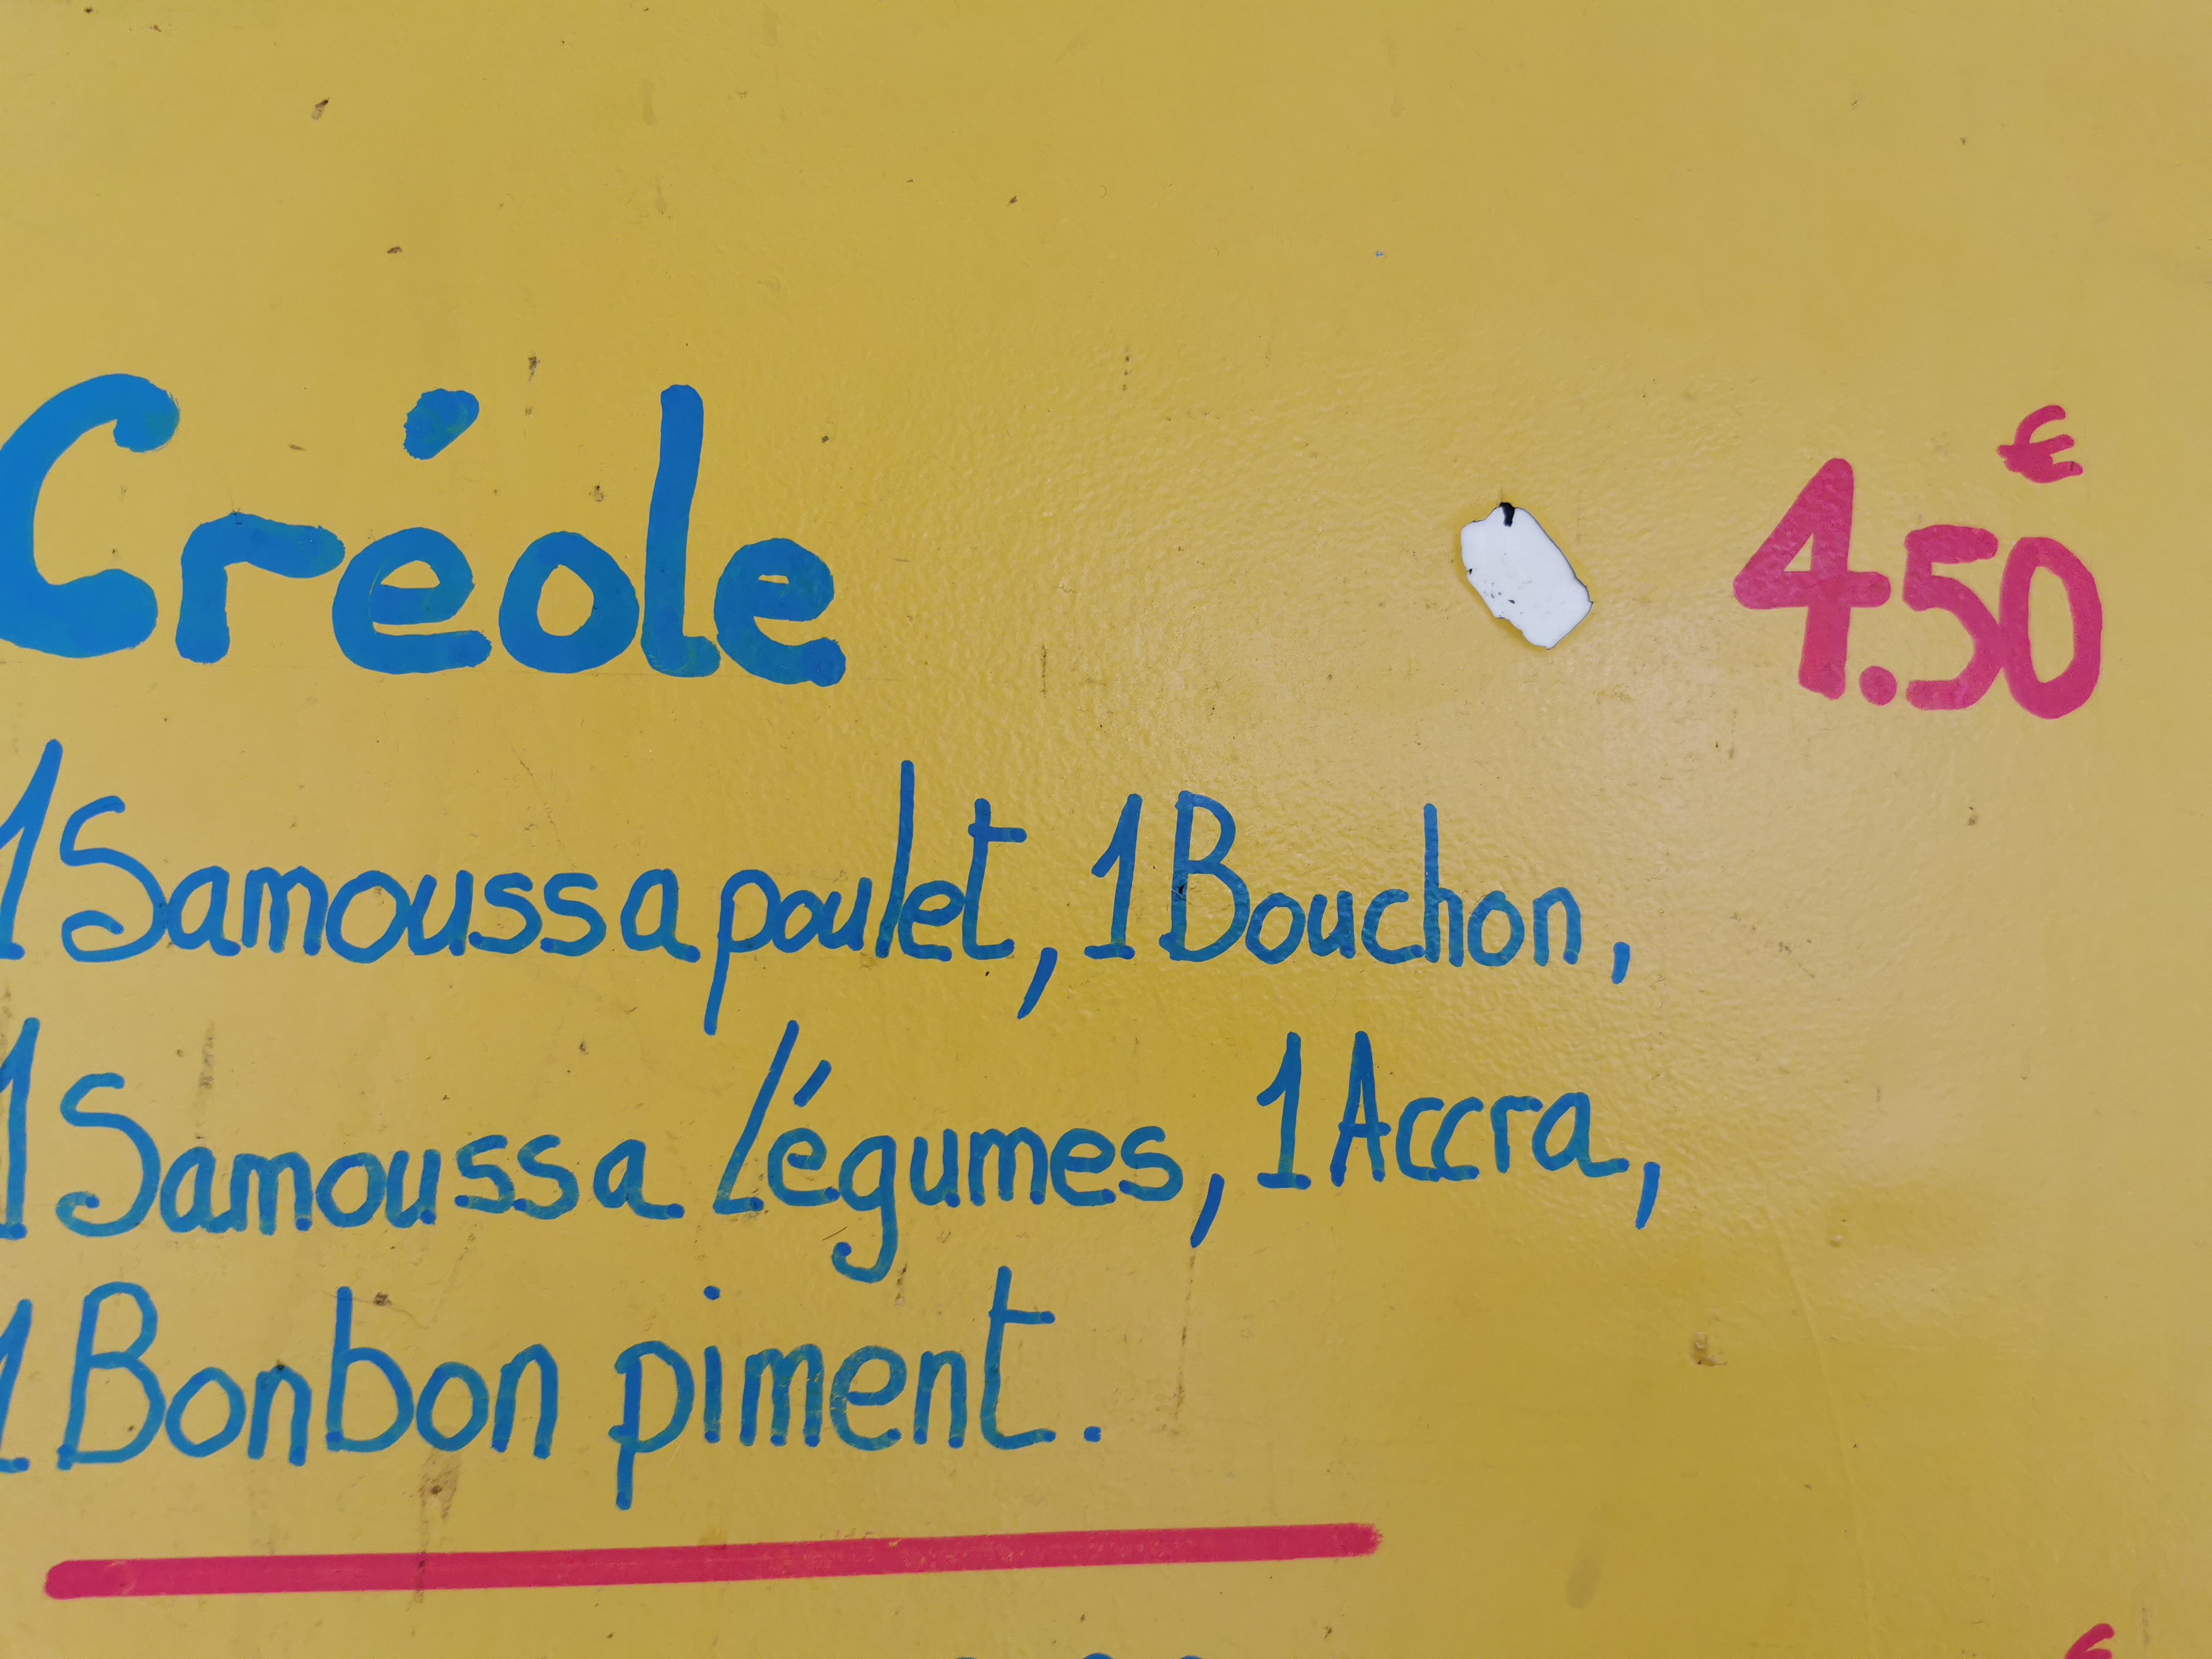 Créole 4.50 €
1 Samoussa poulet, 1 Bouchon,
1 Samoussa légumes, 1 Accra,
1 Bonbon piment.